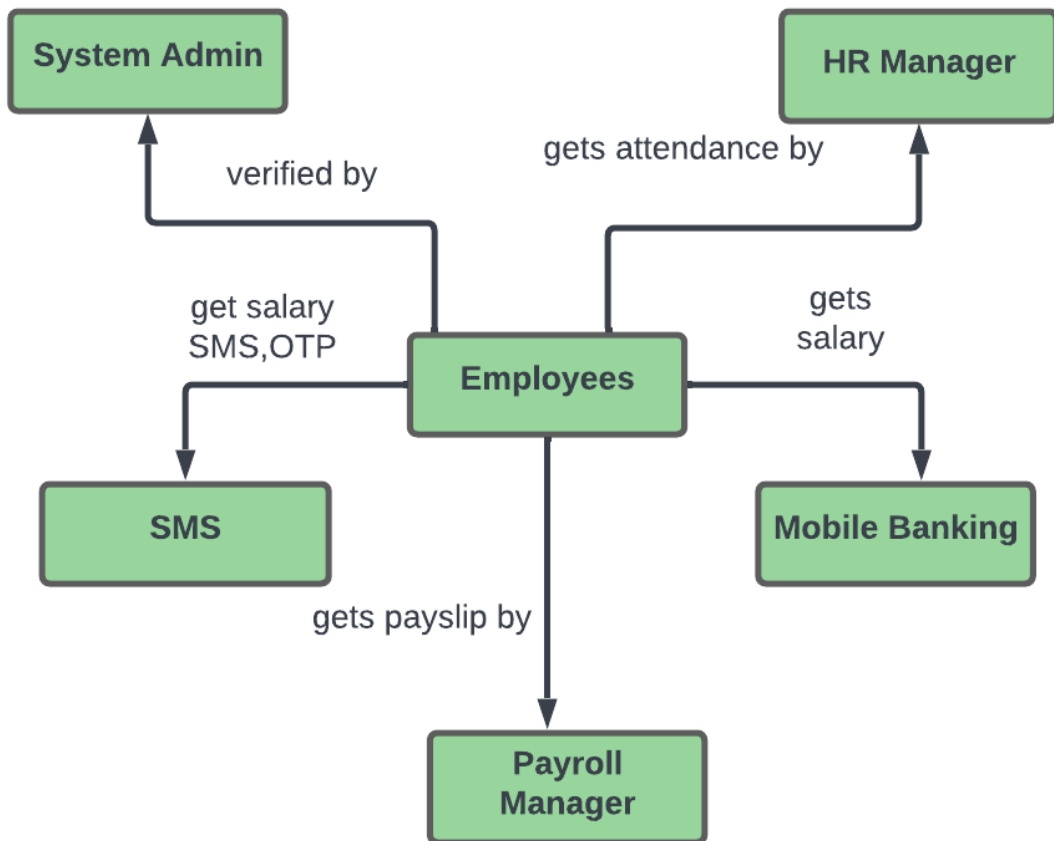 System Admin
HR Manager
verified by
gets attendance by
get salary
SMS,OTP
gets
salary
Employees
SMS
Mobile Banking
gets payslip by
Payroll
Manager